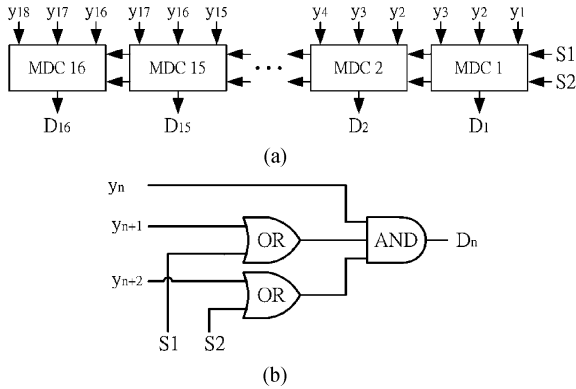 y18 y17 y16 y17 y16 y15 y4 y3 y2 y3 y2 y1
MDC 16 MDC 15 ... MDC 2 MDC 1 S1
S2
D16 D15 D2 D1
(a)
yn
yn+1 OR AND Dn
yn+2 OR
S1 S2
(b)